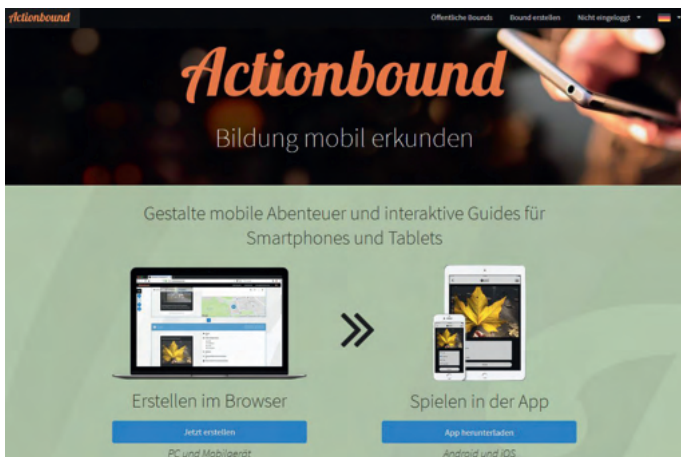 Actionbound
Öffentliche Bounds Bound erstellen Nicht eingeloggt
Actionbound
Bildung mobil erkunden
Gestalte mobile Abenteuer und interaktive Guides für
Smartphones und Tablets
Erstellen im Browser
Spielen in der App
Jetzt erstellen
App herunterladen
PC und Mobilgerät
Android und iOS